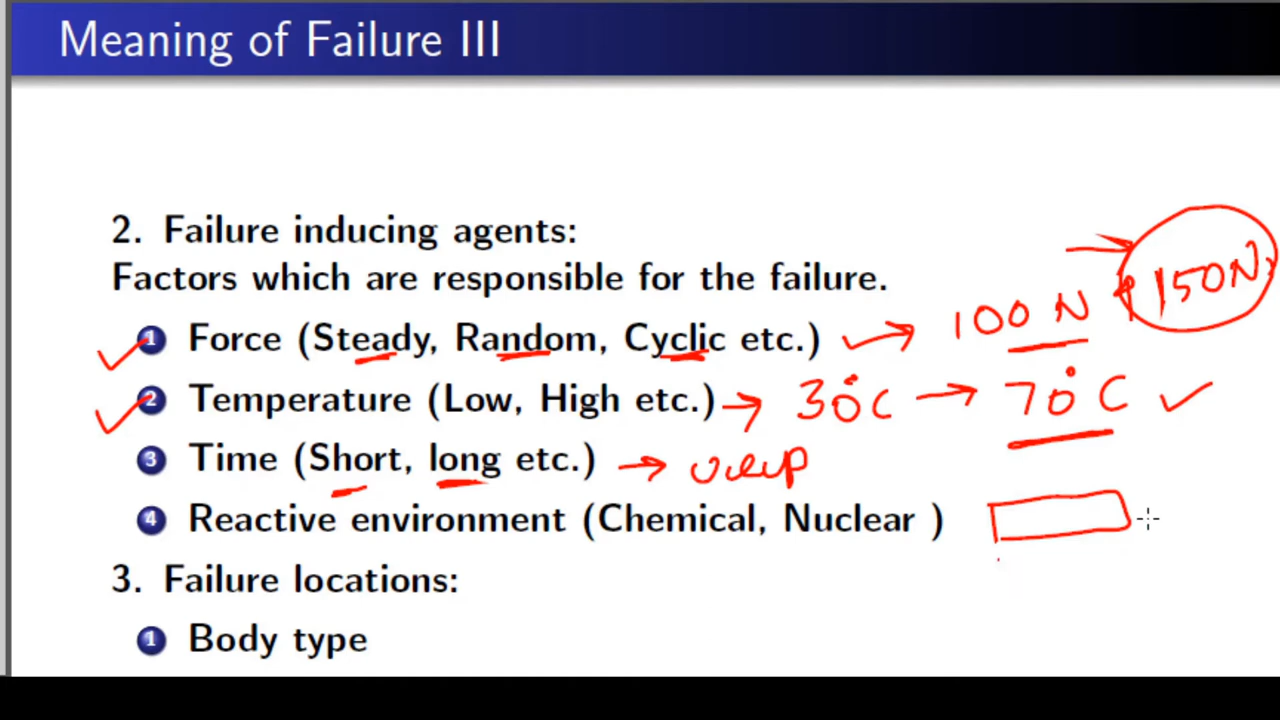 Meaning of Failure III
2. Failure inducing agents:
Factors which are responsible for the failure.
1 Force (Steady, Random, Cyclic etc.) → 100 N 150N
2 Temperature (Low, High etc.) → 30°C → 70°C
3 Time (Short, long etc.) →
4 Reactive environment (Chemical, Nuclear )
3. Failure locations:
1 Body type